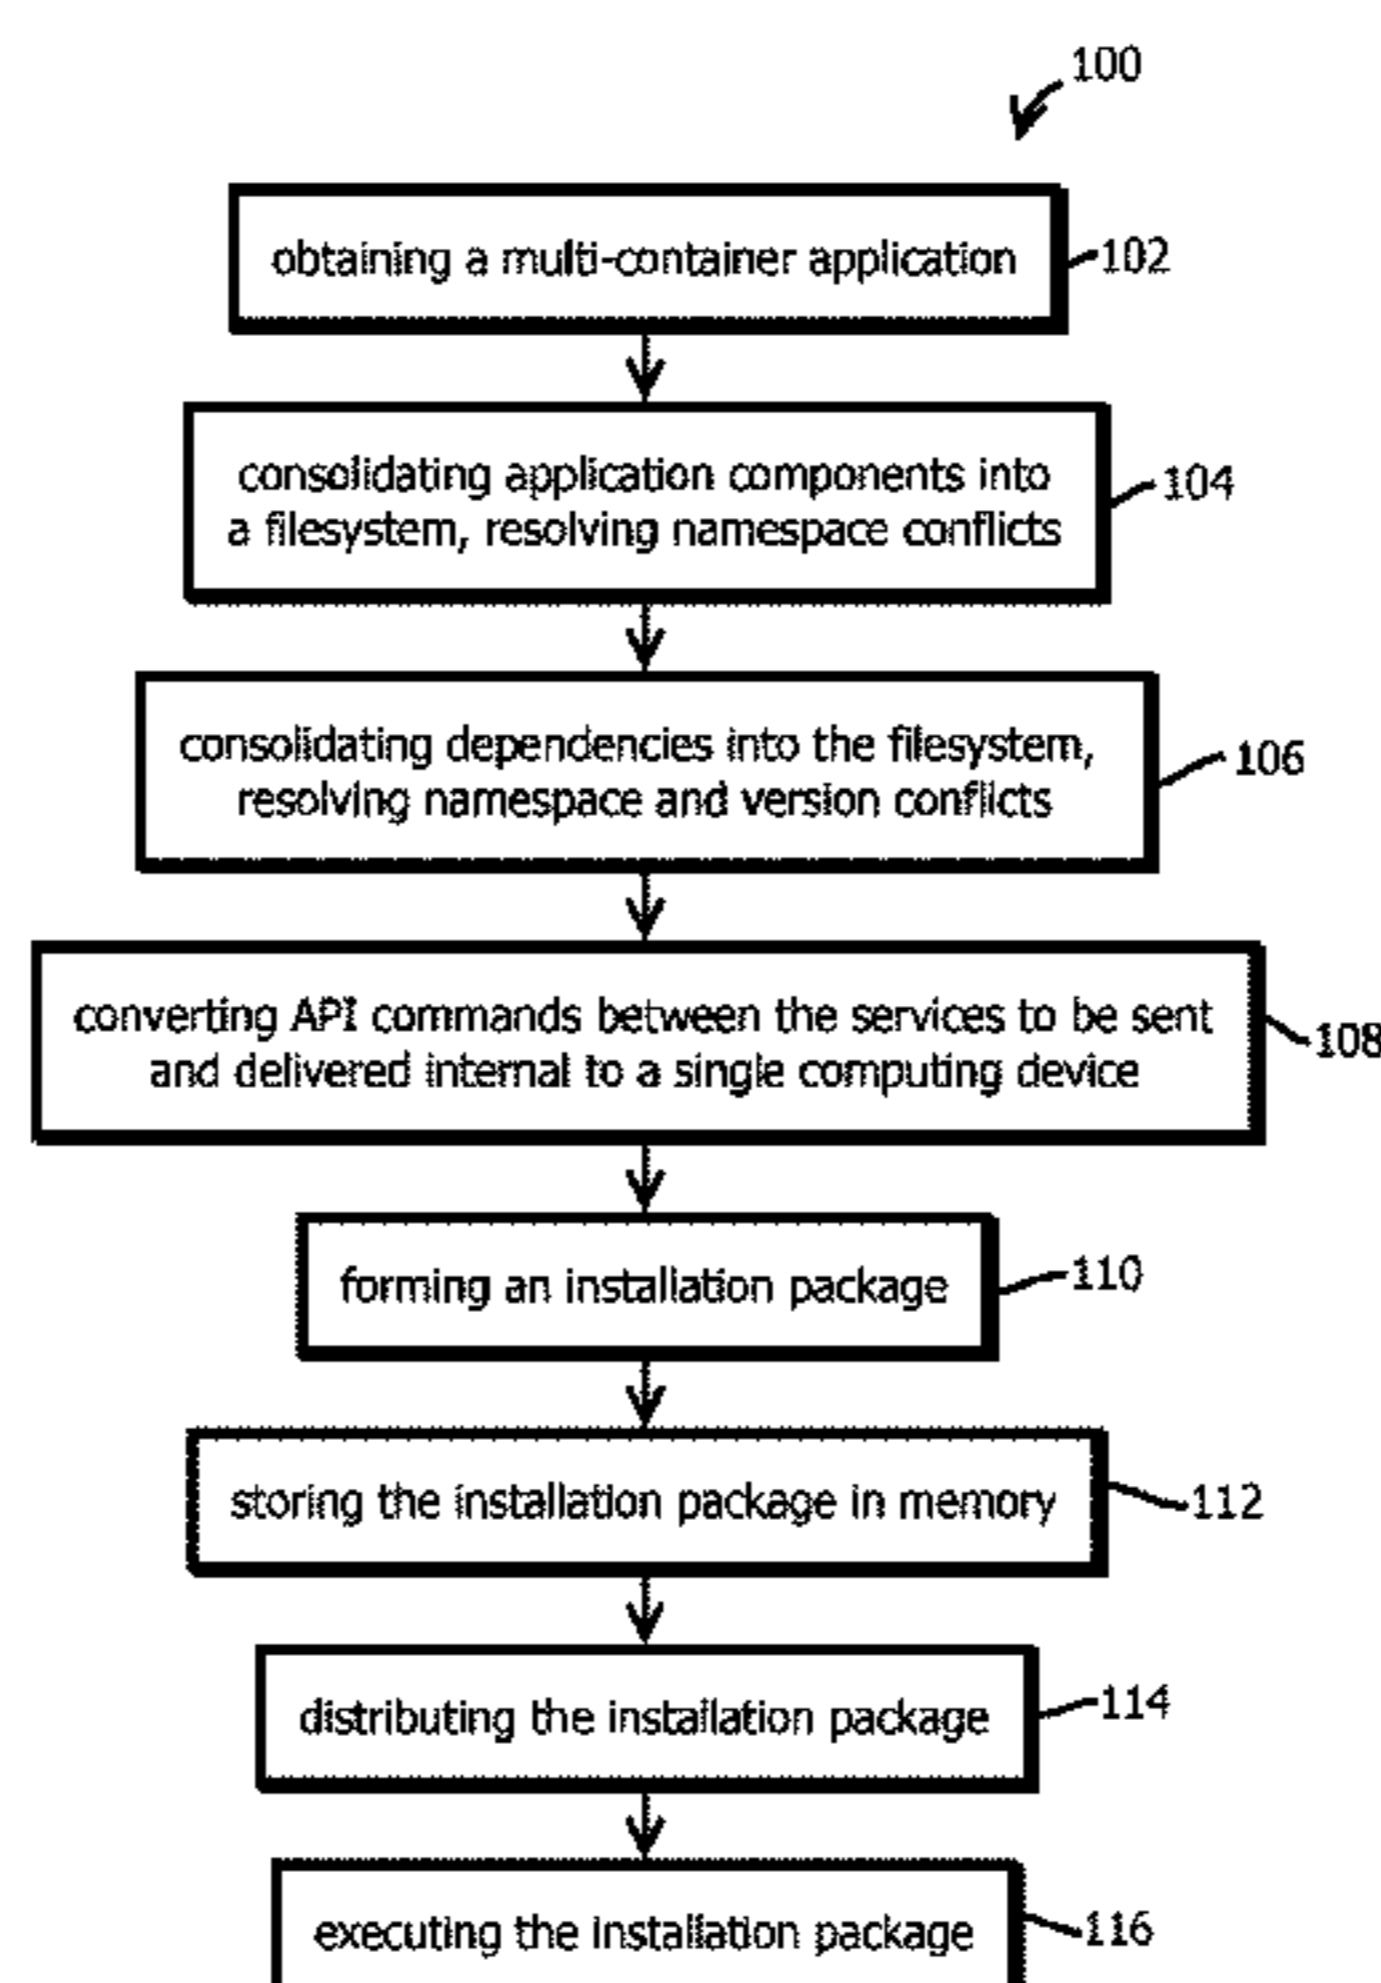 100
obtaining a multi-container application
102
consolidating application components into
a filesystem, resolving namespace conflicts
104
consolidating dependencies into the filesystem,
resolving namespace and version conflicts
106
converting API commands between the services to be sent
and delivered internal to a single computing device
108
forming an installation package
110
storing the installation package in memory
112
distributing the installation package
114
executing the installation package
116